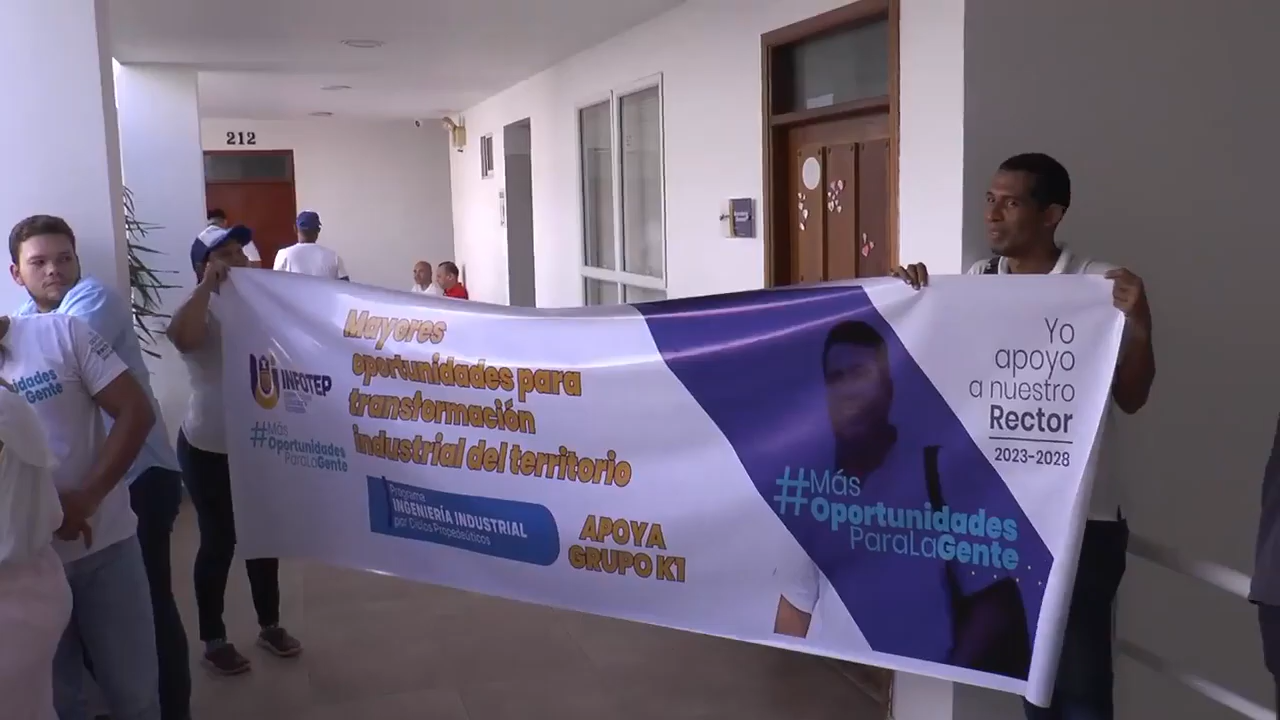 212
Mayores
oportunidades para
transformación
industrial del territorio
INFOTEP
#Más
Oportunidades
ParaLaGente
Programa
INGENIERÍA INDUSTRIAL
por Ciclos Propedéuticos
APOYA
GRUPO K1
#Más
Oportunidades
ParaLaGente
Yo
apoyo
a nuestro
Rector
2023-2028
idades
Gente